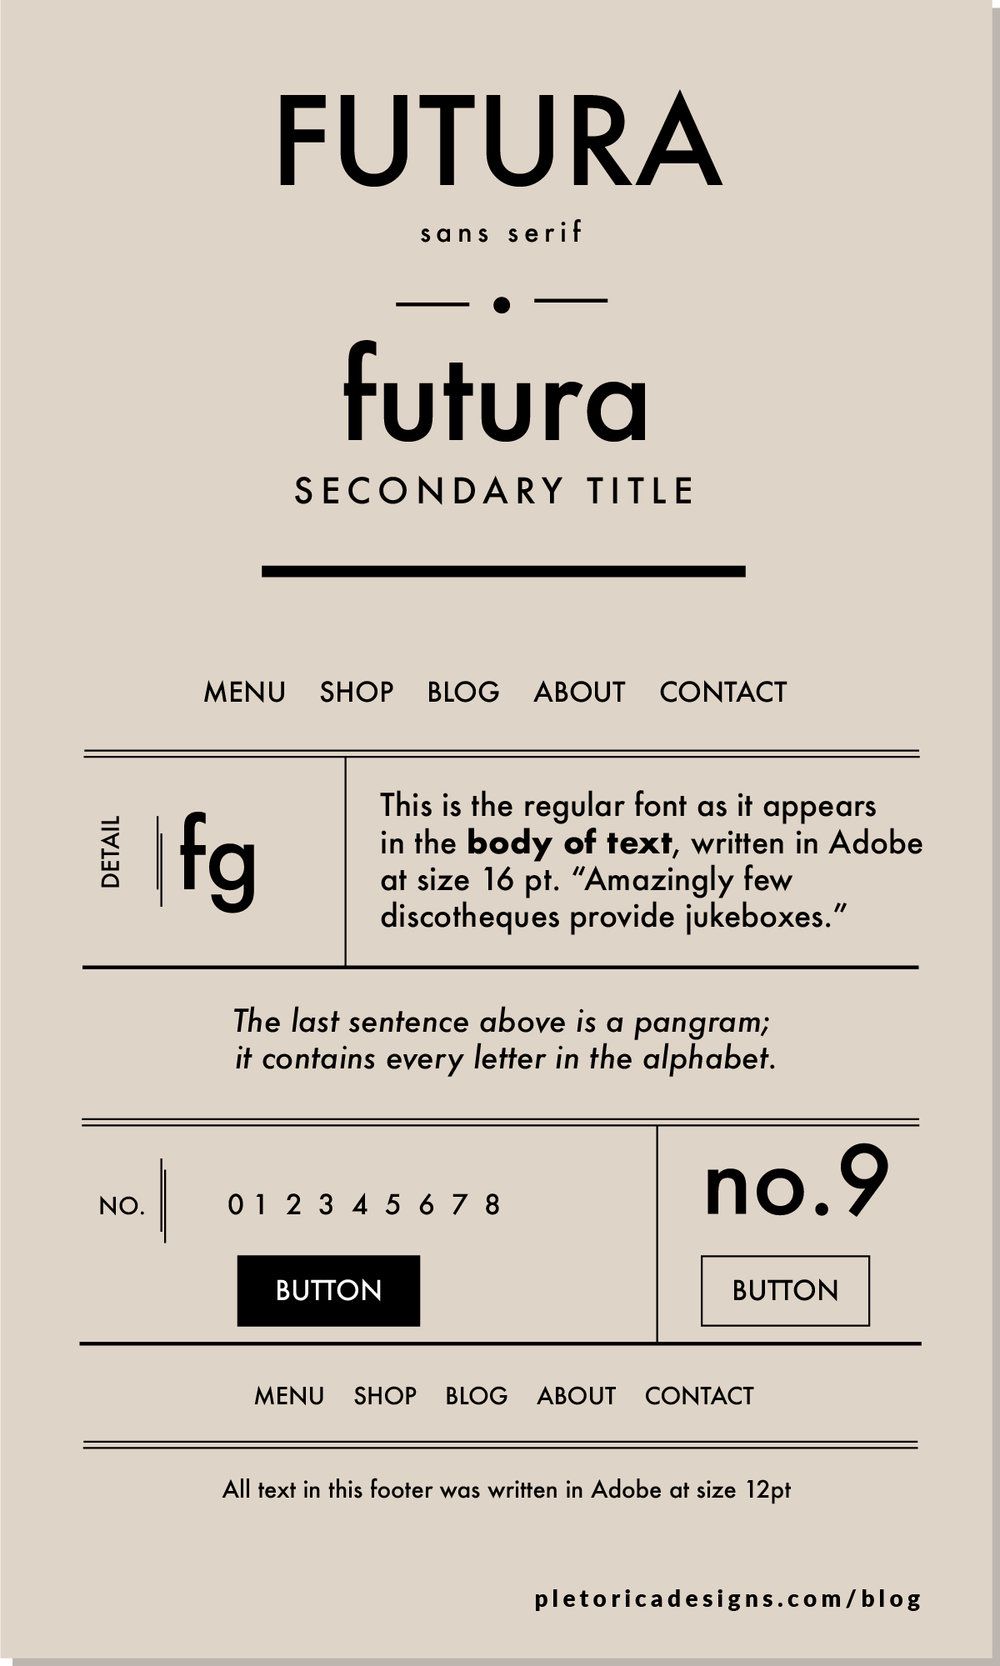 FUTURA
sans serif
futura
SECONDARY TITLE
MENU SHOP BLOG ABOUT CONTACT
DETAIL
fg
This is the regular font as it appears
in the body of text, written in Adobe
at size 16 pt. “Amazingly few
discotheques provide jukeboxes.”
The last sentence above is a pangram;
it contains every letter in the alphabet.
NO.
0 1 2 3 4 5 6 7 8
BUTTON
no.9
BUTTON
MENU SHOP BLOG ABOUT CONTACT
All text in this footer was written in Adobe at size 12pt
pletoricadesigns.com/blog